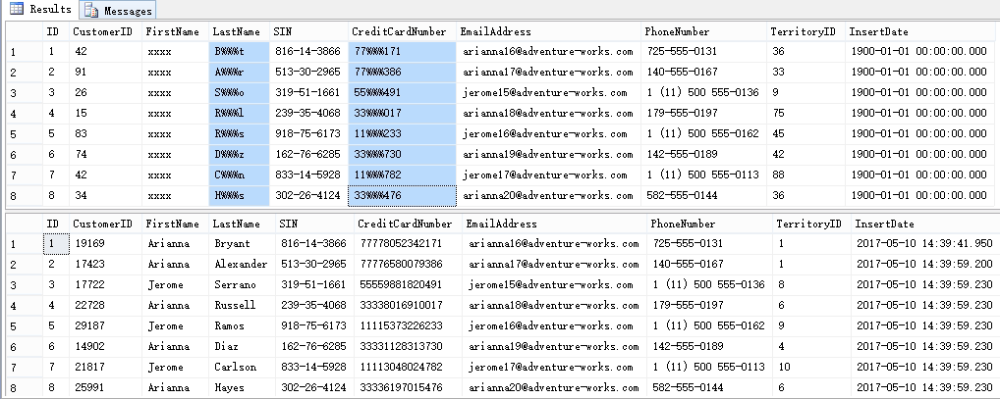 Results Messages
ID CustomerID FirstName LastName SIN CreditCardNumber EmailAddress PhoneNumber TerritoryID InsertDate
1 1 42 xxxx B%%%t 816-14-3866 77%%%171 arianna16@adventure-works.com 725-555-0131 36 1900-01-01 00:00:00.000
2 2 91 xxxx A%%%r 513-30-2965 77%%%386 arianna17@adventure-works.com 140-555-0167 33 1900-01-01 00:00:00.000
3 3 26 xxxx S%%%o 319-51-1661 55%%%491 jerome15@adventure-works.com 1 (11) 500 555-0136 9 1900-01-01 00:00:00.000
4 4 15 xxxx R%%%l 239-35-4068 33%%%017 arianna18@adventure-works.com 179-555-0197 75 1900-01-01 00:00:00.000
5 5 83 xxxx R%%%s 918-75-6173 11%%%233 jerome16@adventure-works.com 1 (11) 500 555-0162 45 1900-01-01 00:00:00.000
6 6 74 xxxx D%%%z 162-76-6285 33%%%730 arianna19@adventure-works.com 142-555-0189 42 1900-01-01 00:00:00.000
7 7 42 xxxx C%%%n 833-14-5928 11%%%782 jerome17@adventure-works.com 1 (11) 500 555-0113 88 1900-01-01 00:00:00.000
8 8 34 xxxx H%%%s 302-26-4124 33%%%476 arianna20@adventure-works.com 582-555-0144 36 1900-01-01 00:00:00.000
ID CustomerID FirstName LastName SIN CreditCardNumber EmailAddress PhoneNumber TerritoryID InsertDate
1 1 19169 Arianna Bryant 816-14-3866 77778052342171 arianna16@adventure-works.com 725-555-0131 1 2017-05-10 14:39:41.950
2 2 17423 Arianna Alexander 513-30-2965 77776580079386 arianna17@adventure-works.com 140-555-0167 1 2017-05-10 14:39:59.200
3 3 17722 Jerome Serrano 319-51-1661 55559881820491 jerome15@adventure-works.com 1 (11) 500 555-0136 8 2017-05-10 14:39:59.230
4 4 22728 Arianna Russell 239-35-4068 33338016910017 arianna18@adventure-works.com 179-555-0197 6 2017-05-10 14:39:59.230
5 5 29187 Jerome Ramos 918-75-6173 11115373226233 jerome16@adventure-works.com 1 (11) 500 555-0162 9 2017-05-10 14:39:59.230
6 6 14902 Arianna Diaz 162-76-6285 33331128313730 arianna19@adventure-works.com 142-555-0189 4 2017-05-10 14:39:59.230
7 7 21817 Jerome Carlson 833-14-5928 11113048024782 jerome17@adventure-works.com 1 (11) 500 555-0113 10 2017-05-10 14:39:59.230
8 8 25991 Arianna Hayes 302-26-4124 33336197015476 arianna20@adventure-works.com 582-555-0144 6 2017-05-10 14:39:59.230